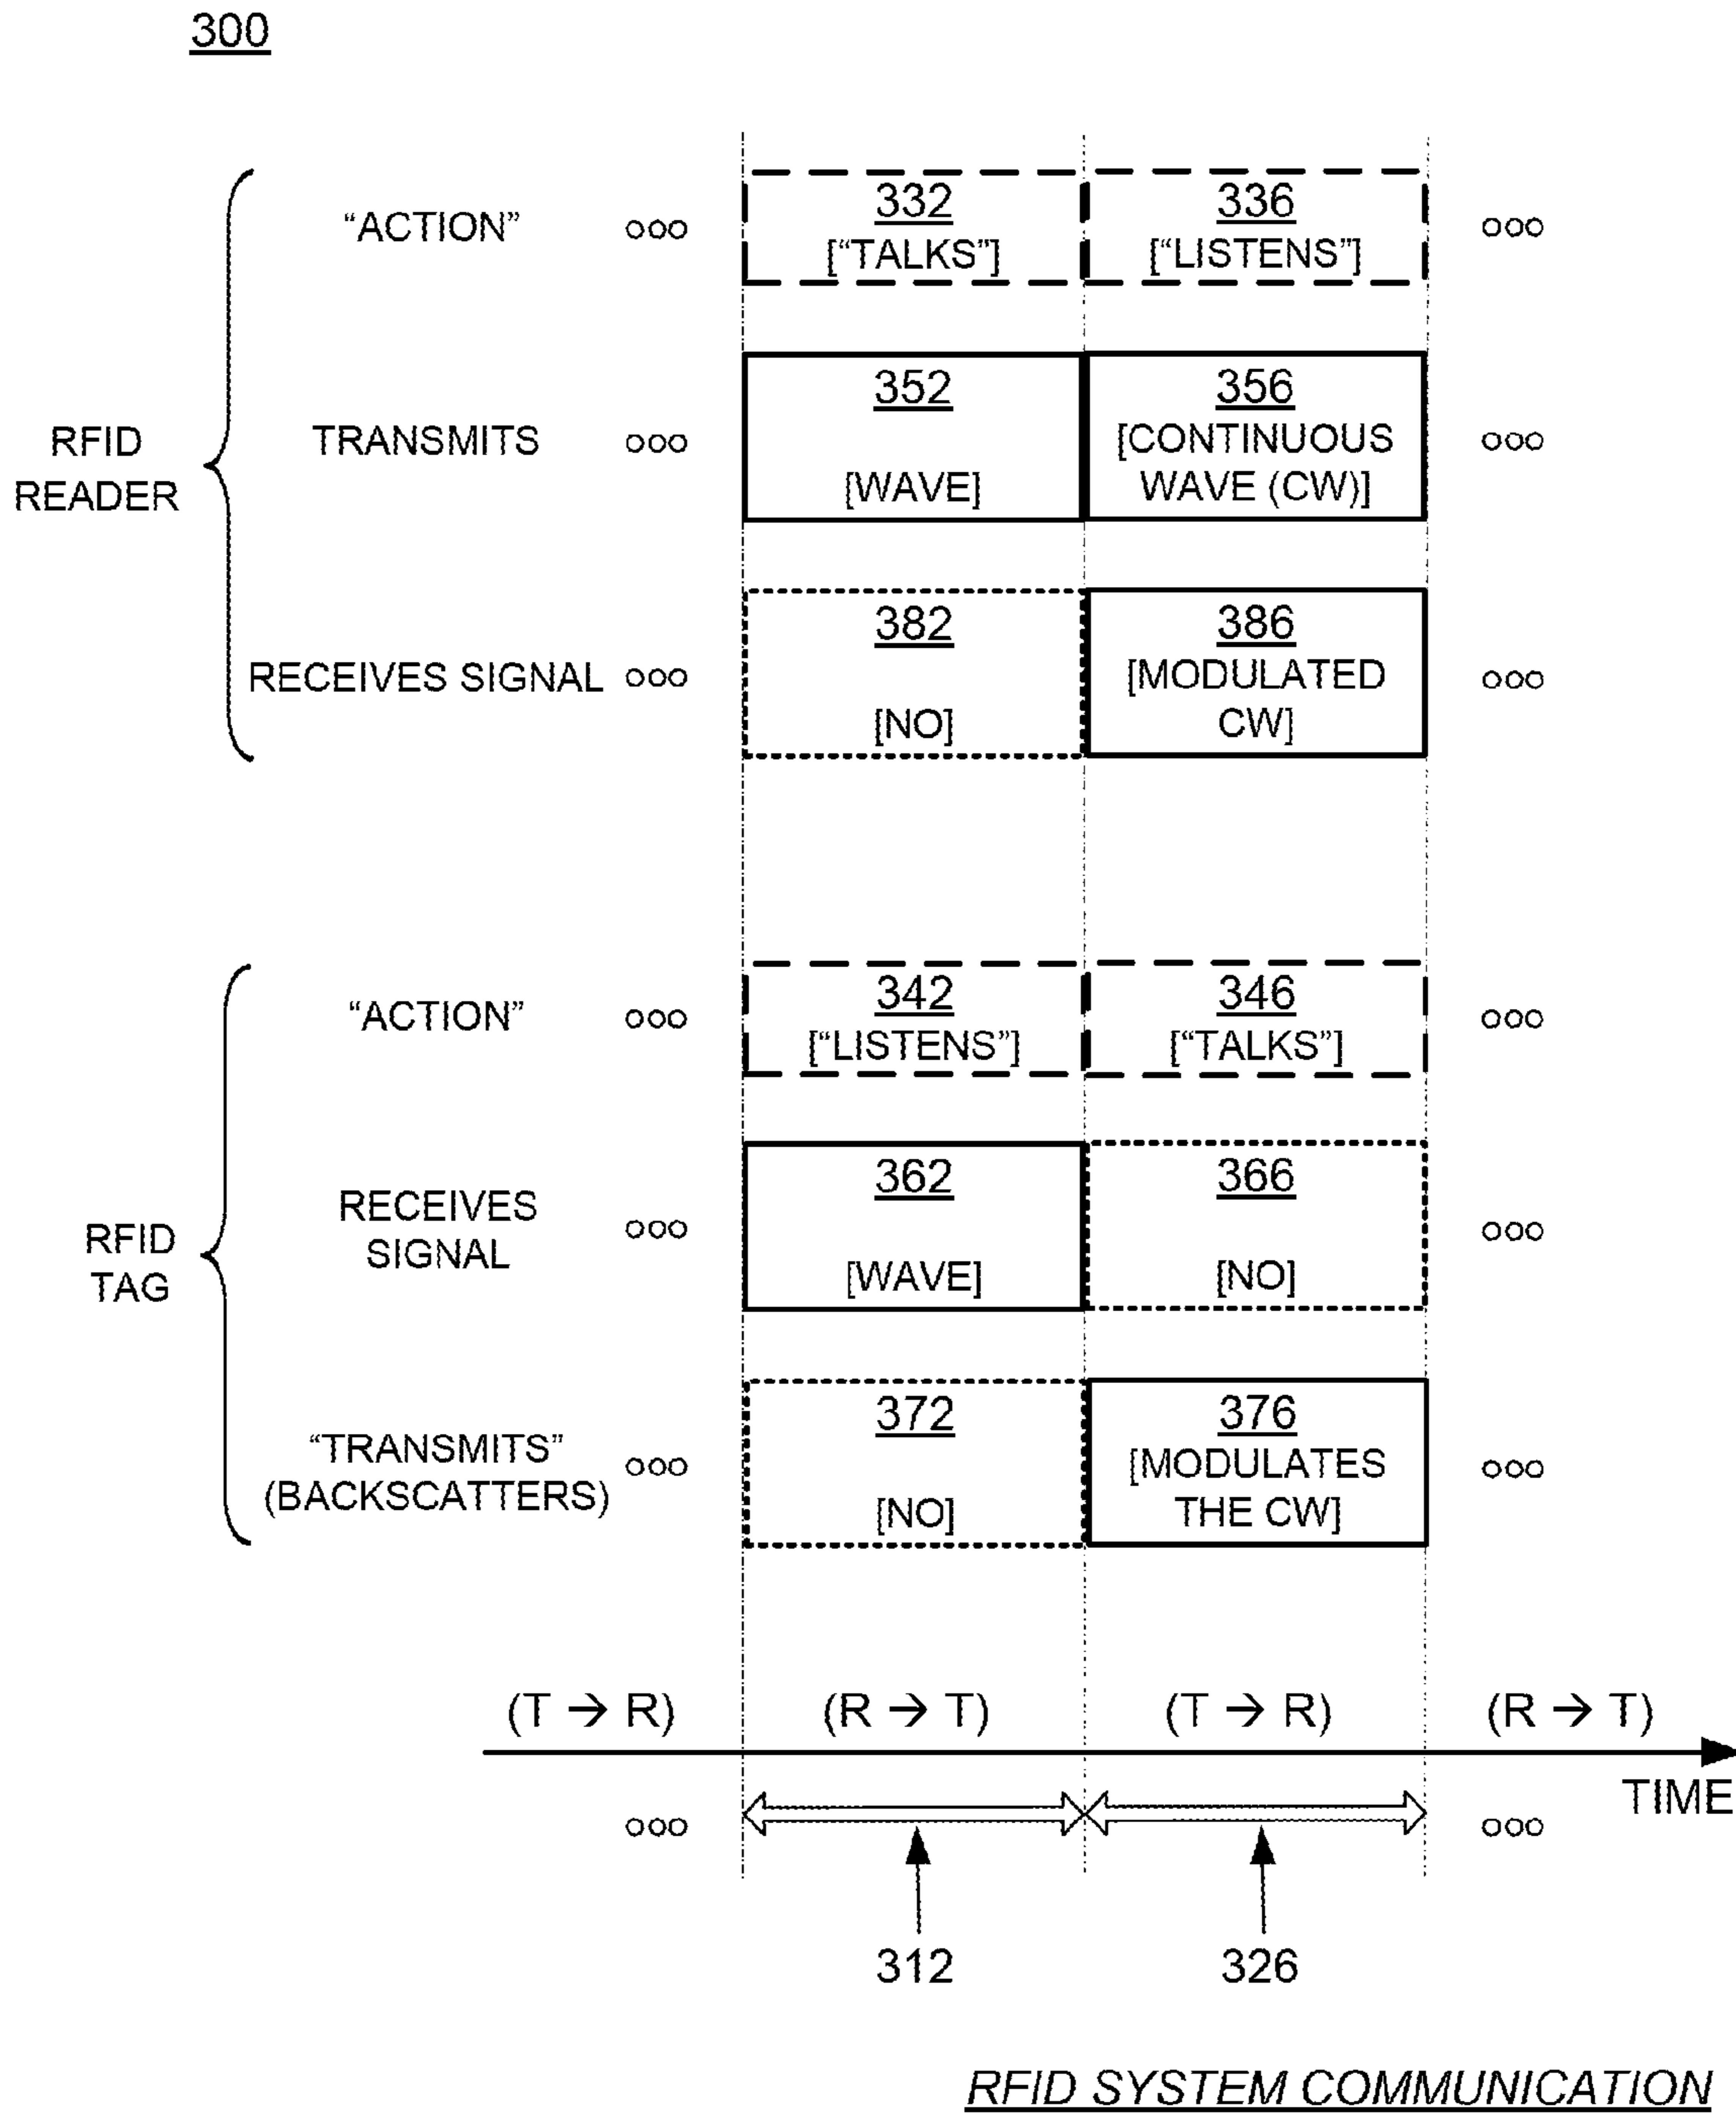 300
332
["TALKS"]
336
["LISTENS"]
"ACTION"
ooo
ooo
RFID
READER
TRANSMITS
ooo
352
[WAVE]
356
[CONTINUOUS
WAVE (CW)]
ooo
RECEIVES SIGNAL
ooo
382
[NO]
386
[MODULATED
CW]
ooo
"ACTION"
ooo
342
["LISTENS"]
346
["TALKS"]
ooo
RFID
TAG
RECEIVES
SIGNAL
ooo
362
[WAVE]
366
[NO]
ooo
"TRANSMITS"
(BACKSCATTERS)
ooo
372
[NO]
376
[MODULATES
THE CW]
ooo
(T → R)
(R → T)
(T → R)
(R → T)
TIME
ooo
ooo
312
326
RFID SYSTEM COMMUNICATION